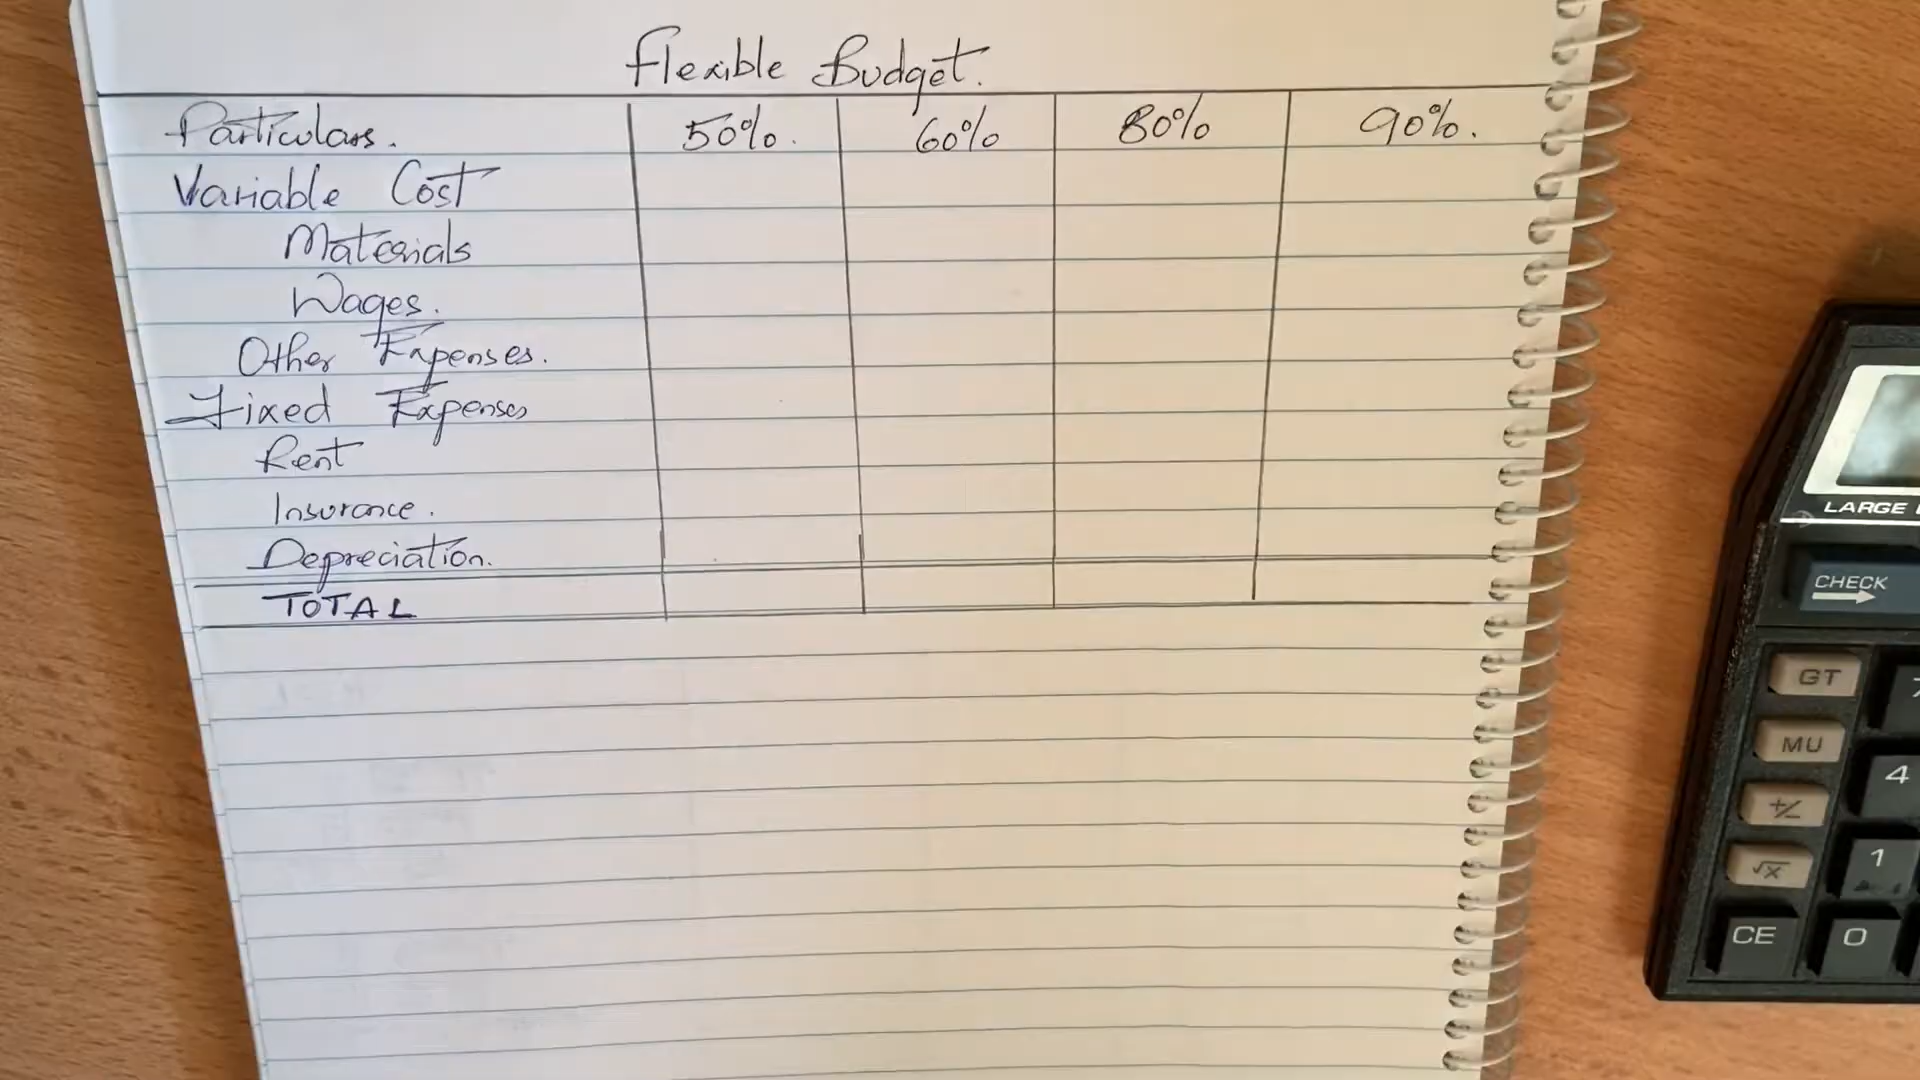 Flexible Budget.
Particulars. 50%. 60% 80% 90%.
Variable Cost
Materials
Wages.
Other Expenses.
Fixed Expenses
Rent
Insurance.
Depreciation.
TOTAL
LARGE
CHECK
GT
MU
4
+/-
√x
1
CE 0